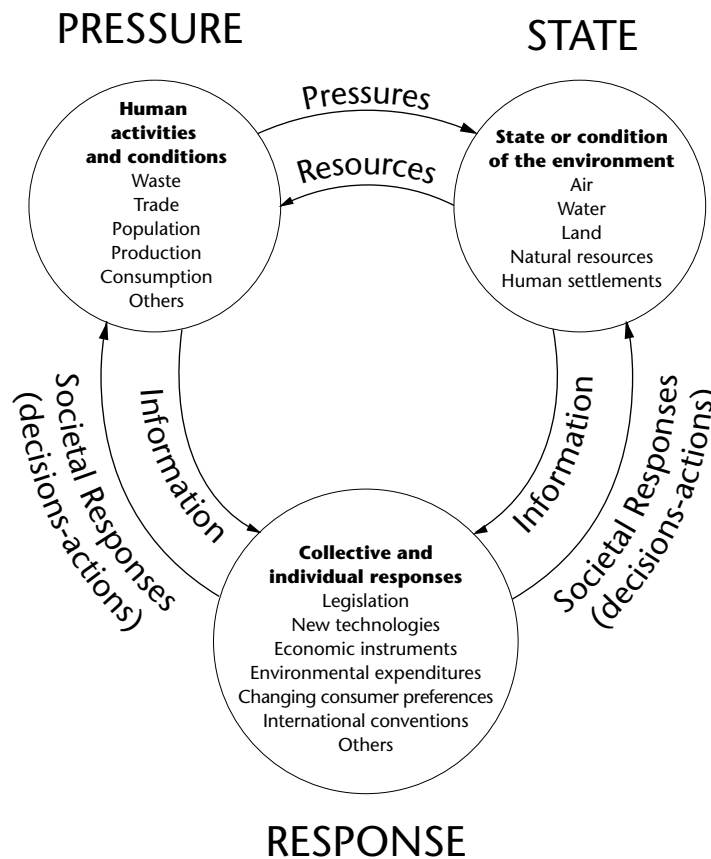 PRESSURE
STATE
Human
activities
and conditions
Waste
Trade
Population
Production
Consumption
Others
Pressures
Resources
State or condition
of the environment
Air
Water
Land
Natural resources
Human settlements
Societal Responses
(decisions-actions)
Information
Information
Societal Responses
(decisions-actions)
Collective and
individual responses
Legislation
New technologies
Economic instruments
Environmental expenditures
Changing consumer preferences
International conventions
Others
RESPONSE